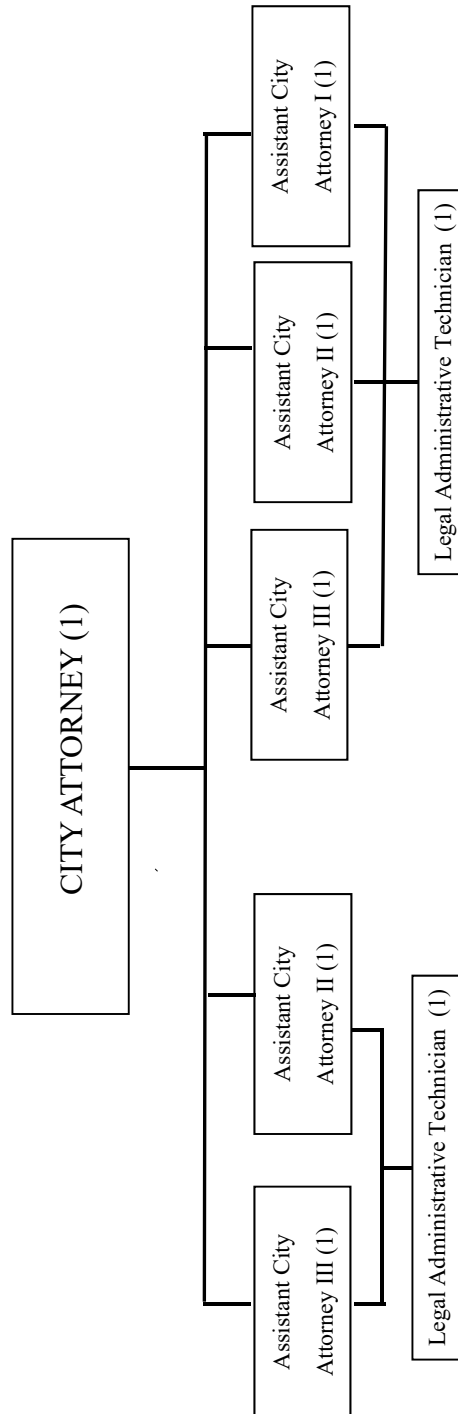 CITY ATTORNEY (1)
Assistant City
Attorney III (1)
Assistant City
Attorney II (1)
Assistant City
Attorney III (1)
Assistant City
Attorney II (1)
Assistant City
Attorney I (1)
Legal Administrative Technician (1)
Legal Administrative Technician (1)